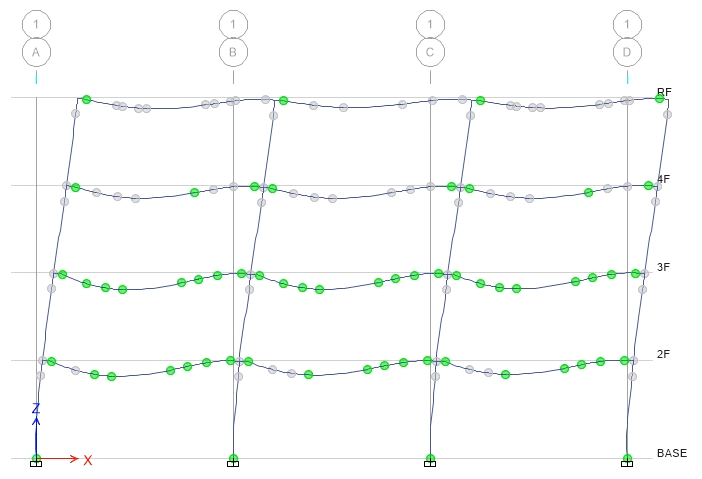 1 1 1 1
A B C D
RF
4F
3F
2F
Z
BASE
X